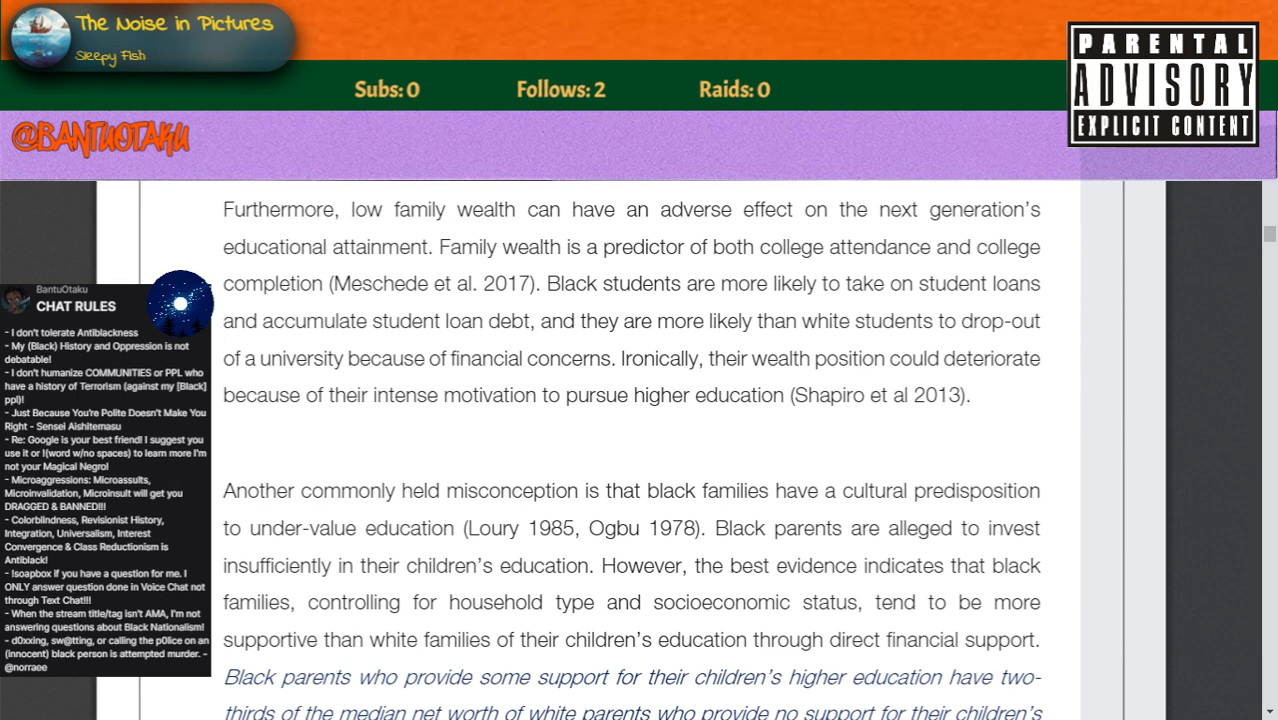 The Noise in Pictures
Sleepy Fish
Subs: 0
Follows: 2
Raids: 0
PARENTAL
ADVISORY
EXPLICIT CONTENT
@BANTUOTAKU
Furthermore, low family wealth can have an adverse effect on the next generation's
educational attainment. Family wealth is a predictor of both college attendance and college
completion (Meschede et al. 2017). Black students are more likely to take on student loans
and accumulate student loan debt, and they are more likely than white students to drop-out
of a university because of financial concerns. Ironically, their wealth position could deteriorate
because of their intense motivation to pursue higher education (Shapiro et al 2013).
Another commonly held misconception is that black families have a cultural predisposition
to under-value education (Loury 1985, Ogbu 1978). Black parents are alleged to invest
insufficiently in their children's education. However, the best evidence indicates that black
families, controlling for household type and socioeconomic status, tend to be more
supportive than white families of their children's education through direct financial support.
Black parents who provide some support for their children's higher education have two-
thirds of the median net worth of white parents who provide no support for their children's
BantuOtaku
CHAT RULES
- I don't tolerate Antiblackness
- My (Black) History and Oppression is not
debatable!
- I don't humanize COMMUNITIES or PPL who
have a history of Terrorism (against my [Black]
ppl)!
- Just Because You're Polite Doesn't Make You
Right - Sensei Aishitemasu
- Re: Google is your best friend! I suggest you
use it or !(word w/no spaces) to learn more I'm
not your Magical Negro!
- Microaggressions: Microassults,
Microinvalidation, Microinsult will get you
DRAGGED & BANNED!!!
- Colorblindness, Revisionist History,
Integration, Universalism, Interest
Convergence & Class Reductionism is
Antiblack!
- !soapbox if you have a question for me. I
ONLY answer question done in Voice Chat not
through Text Chat!!!
- When the stream title/tag isn't AMA, I'm not
answering questions about Black Nationalism!
- d0xxing, sw@tting, or calling the p0lice on an
(innocent) black person is attempted murder. -
@norraee